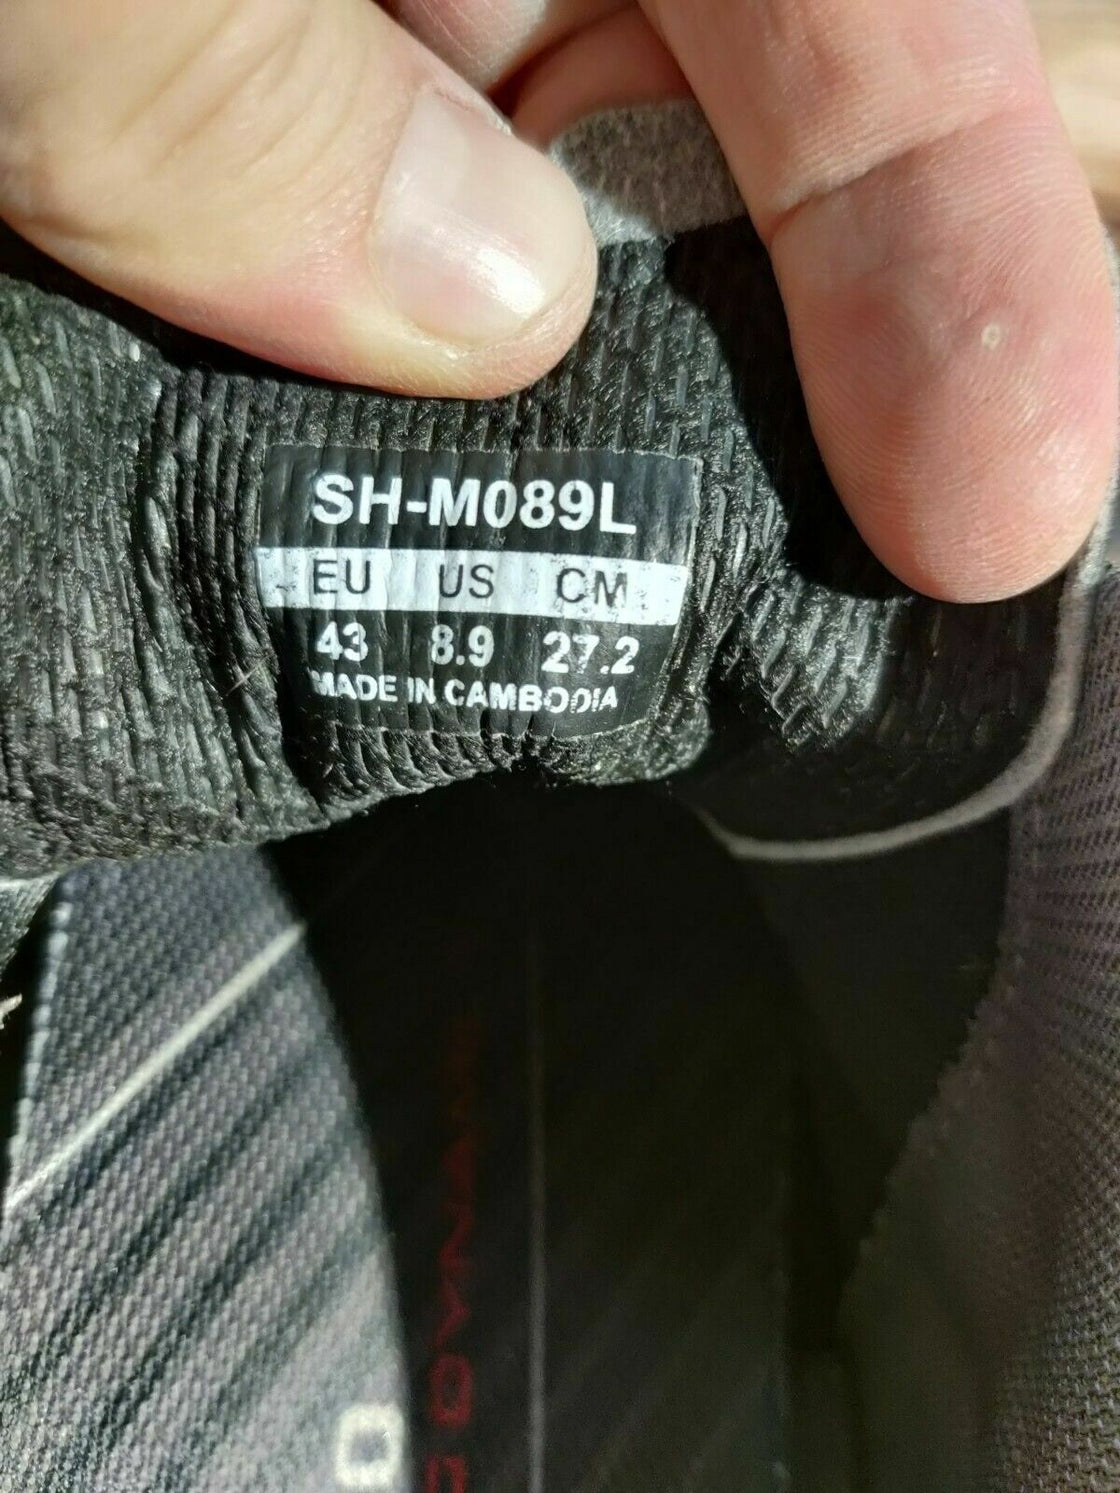 SH-M089L
EU US CM
43 8.9 27.2
MADE IN CAMBODIA